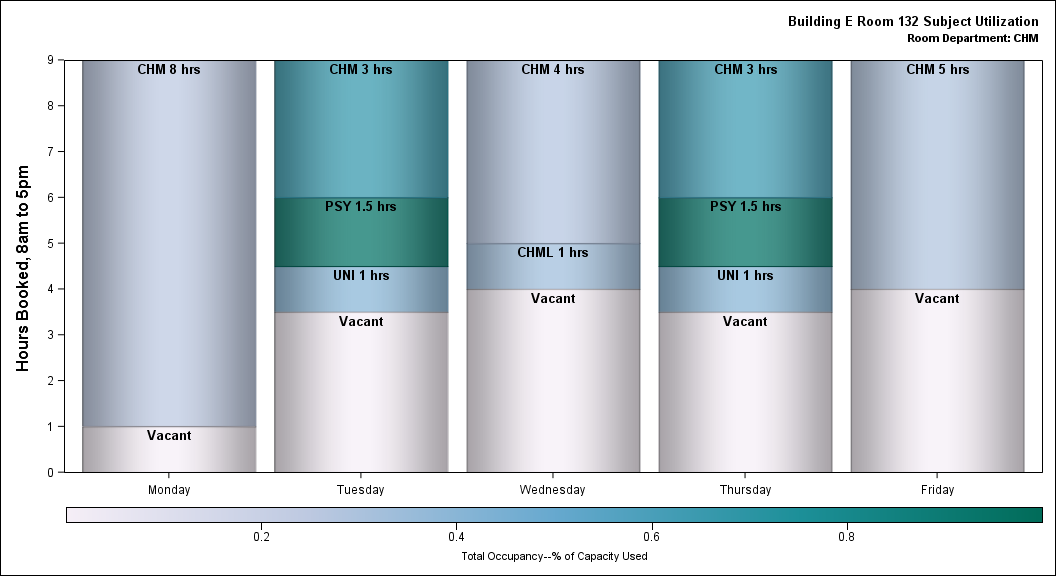 Building E Room 132 Subject Utilization
Room Department: CHM
Hours Booked, 8am to 5pm
9
8
7
6
5
4
3
2
1
0
CHM 8 hrs
Vacant
CHM 3 hrs
PSY 1.5 hrs
UNI 1 hrs
Vacant
CHM 4 hrs
CHML 1 hrs
Vacant
CHM 3 hrs
PSY 1.5 hrs
UNI 1 hrs
Vacant
CHM 5 hrs
Vacant
Monday Tuesday Wednesday Thursday Friday
0.2 0.4 0.6 0.8
Total Occupancy--% of Capacity Used